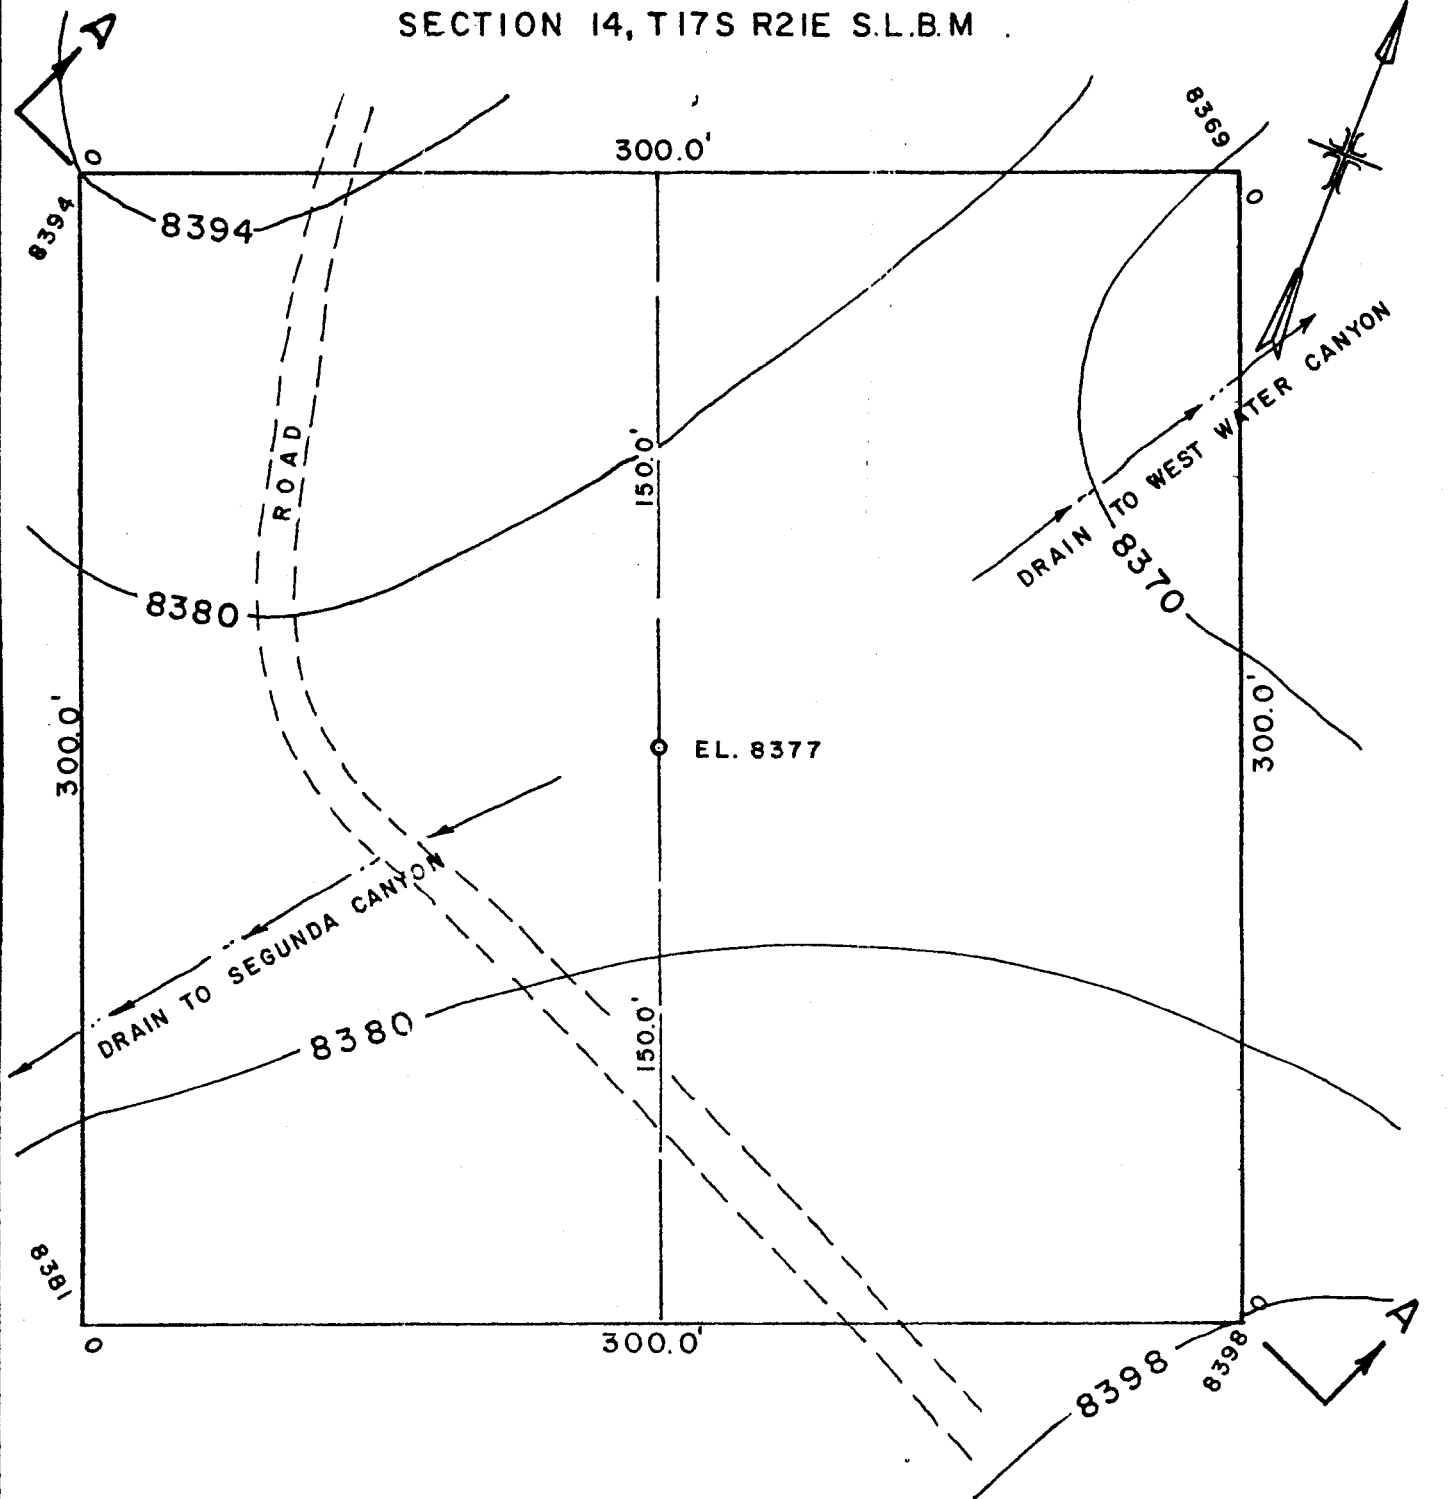 SECTION 14, T17S R21E S.L.B.M.
A
0
300.0'
8369
0
8394
8394
ROAD
150.0'
DRAIN TO WEST WATER CANYON
8370
8380
300.0'
EL. 8377
300.0'
DRAIN TO SEGUNDA CANYON
8380
150.0'
8381
0
300.0'
0
8398
8398
A